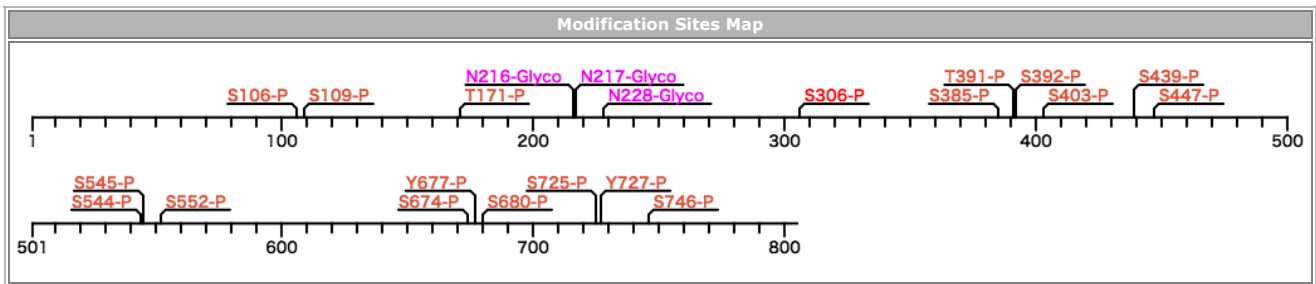 Modification Sites Map
N216-Glyco N217-Glyco T391-P S392-P S439-P
S106-P S109-P T171-P N228-Glyco S306-P S385-P S403-P S447-P
1 100 200 300 400 500
S545-P Y677-P S725-P Y727-P
S544-P S552-P S674-P S680-P S746-P
501 600 700 800